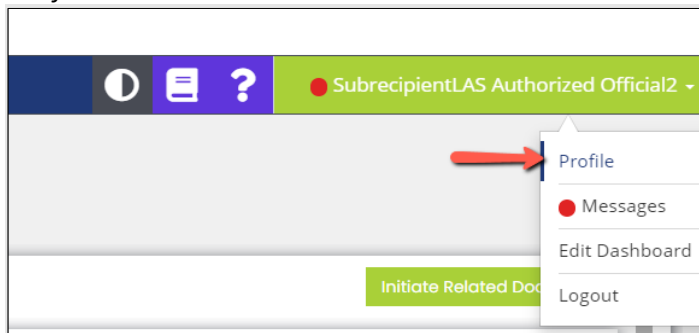 ?
SubrecipientLAS Authorized Official2
Profile
Messages
Edit Dashboard
Initiate Related Doc
Logout